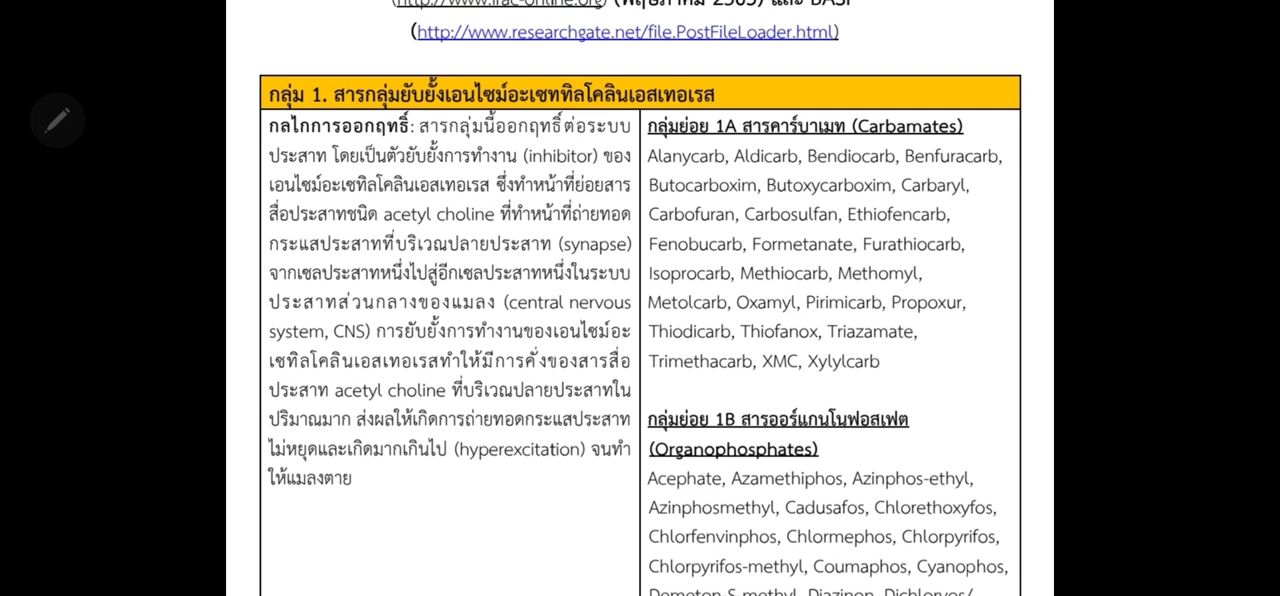 (http://www.irac-online.org) (พฤษภาคม 2563) และ BASF
(http://www.researchgate.net/file.PostFileLoader.html)
กลุ่ม 1. สารกลุ่มยับยั้งเอนไซม์อะเซททิลโคลินเอสเทอเรส
กลไกการออกฤทธิ์: สารกลุ่มนี้ออกฤทธิ์ต่อระบบ
ประสาท โดยเป็นตัวยับยั้งการทำงาน (inhibitor) ของ
เอนไซม์อะเซทิลโคลินเอสเทอเรส ซึ่งทำหน้าที่ย่อยสาร
สื่อประสาทชนิด acetyl choline ที่ทำหน้าที่ถ่ายทอด
กระแสประสาทที่บริเวณปลายประสาท (synapse)
จากเซลประสาทหนึ่งไปสู่อีกเซลประสาทหนึ่งในระบบ
ประสาทส่วนกลางของแมลง (central nervous
system, CNS) การยับยั้งการทำงานของเอนไซม์อะ
เซทิลโคลินเอสเทอเรสทำให้มีการคั่งของสารสื่อ
ประสาท acetyl choline ที่บริเวณปลายประสาทใน
ปริมาณมาก ส่งผลให้เกิดการถ่ายทอดกระแสประสาท
ไม่หยุดและเกิดมากเกินไป (hyperexcitation) จนทำ
ให้แมลงตาย
กลุ่มย่อย 1A สารคาร์บาเมท (Carbamates)
Alanycarb, Aldicarb, Bendiocarb, Benfuracarb,
Butocarboxim, Butoxycarboxim, Carbaryl,
Carbofuran, Carbosulfan, Ethiofencarb,
Fenobucarb, Formetanate, Furathiocarb,
Isoprocarb, Methiocarb, Methomyl,
Metolcarb, Oxamyl, Pirimicarb, Propoxur,
Thiodicarb, Thiofanox, Triazamate,
Trimethacarb, XMC, Xylylcarb
กลุ่มย่อย 1B สารออร์แกนโนฟอสเฟต
(Organophosphates)
Acephate, Azamethiphos, Azinphos-ethyl,
Azinphosmethyl, Cadusafos, Chlorethoxyfos,
Chlorfenvinphos, Chlormephos, Chlorpyrifos,
Chlorpyrifos-methyl, Coumaphos, Cyanophos,
Demeton-S-methyl, Diazinon, Dichlorvos/